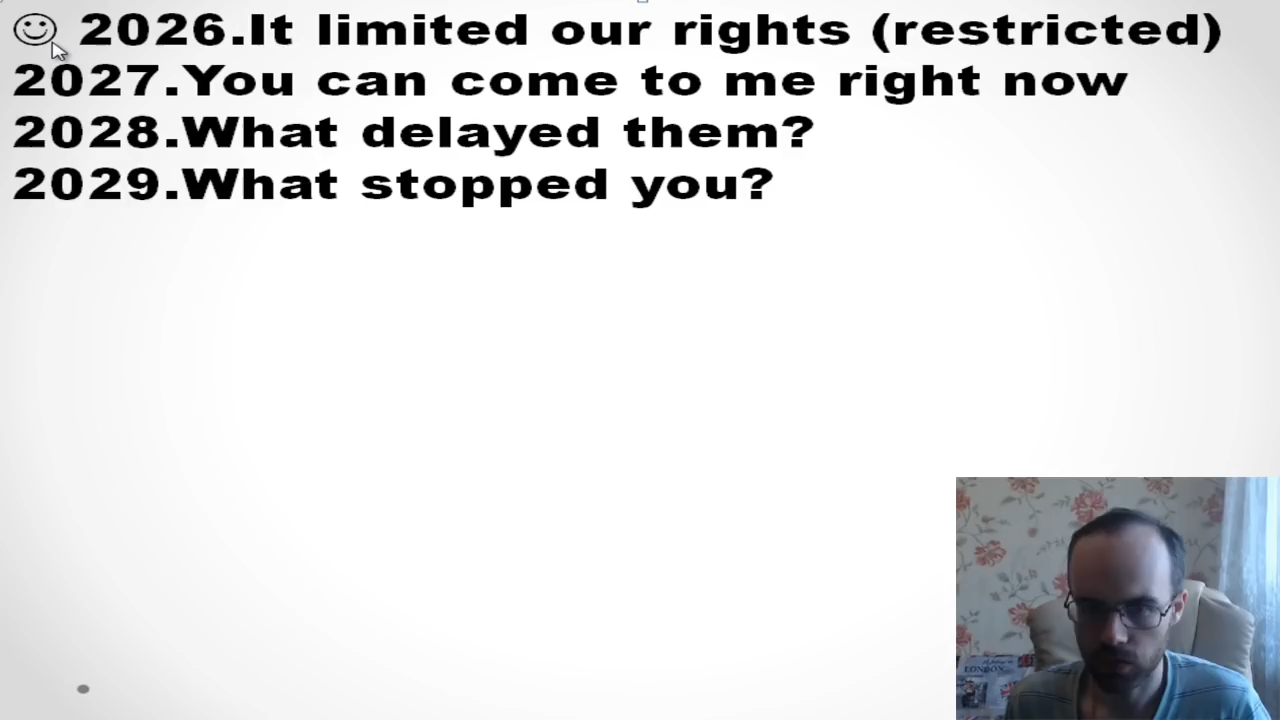 ☺ 2026.It limited our rights (restricted)
2027.You can come to me right now
2028.What delayed them?
2029.What stopped you?
LONDON